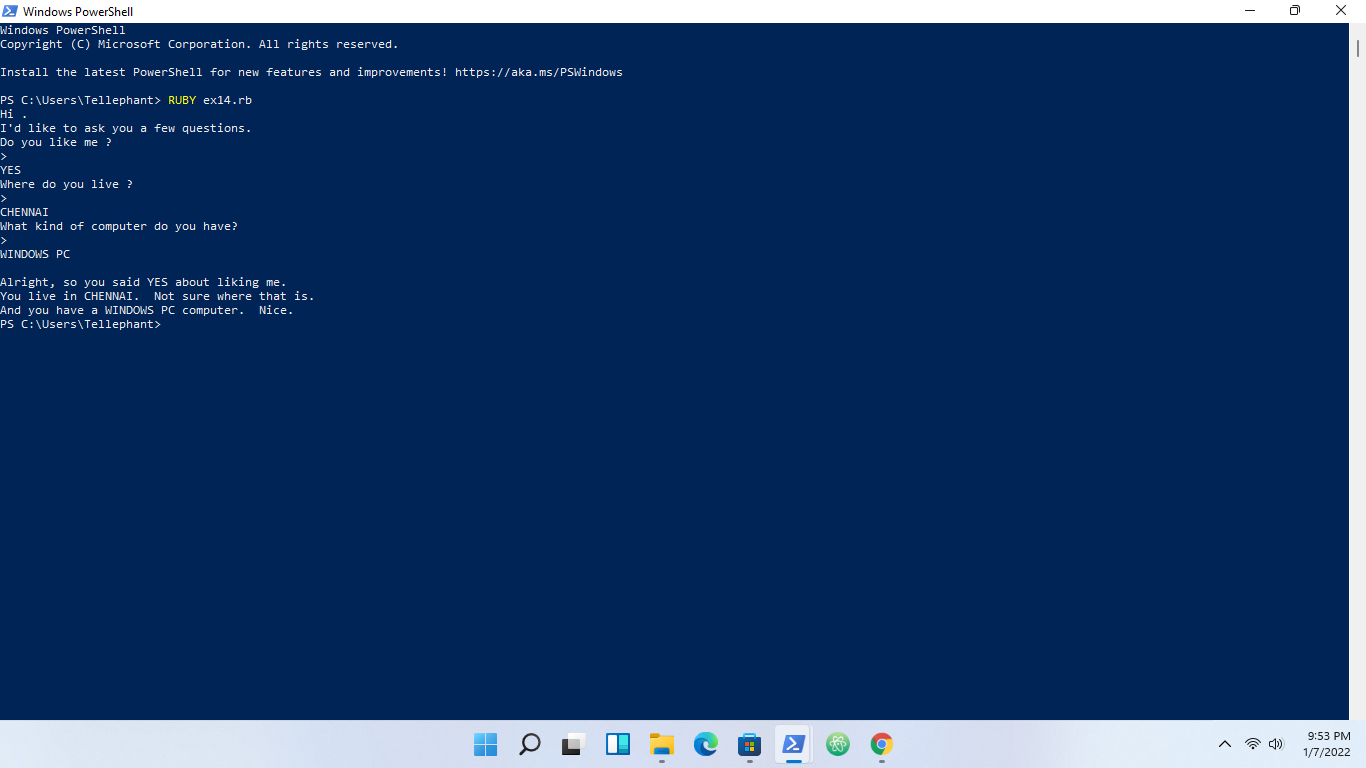 Windows PowerShell
Windows PowerShell
Copyright (C) Microsoft Corporation. All rights reserved.
Install the latest PowerShell for new features and improvements! https://aka.ms/PSWindows
PS C:\Users\Tellephant> RUBY ex14.rb
Hi .
I'd like to ask you a few questions.
Do you like me ?
>
YES
Where do you live ?
>
CHENNAI
What kind of computer do you have?
>
WINDOWS PC
Alright, so you said YES about liking me.
You live in CHENNAI.  Not sure where that is.
And you have a WINDOWS PC computer.  Nice.
PS C:\Users\Tellephant>
9:53 PM
1/7/2022